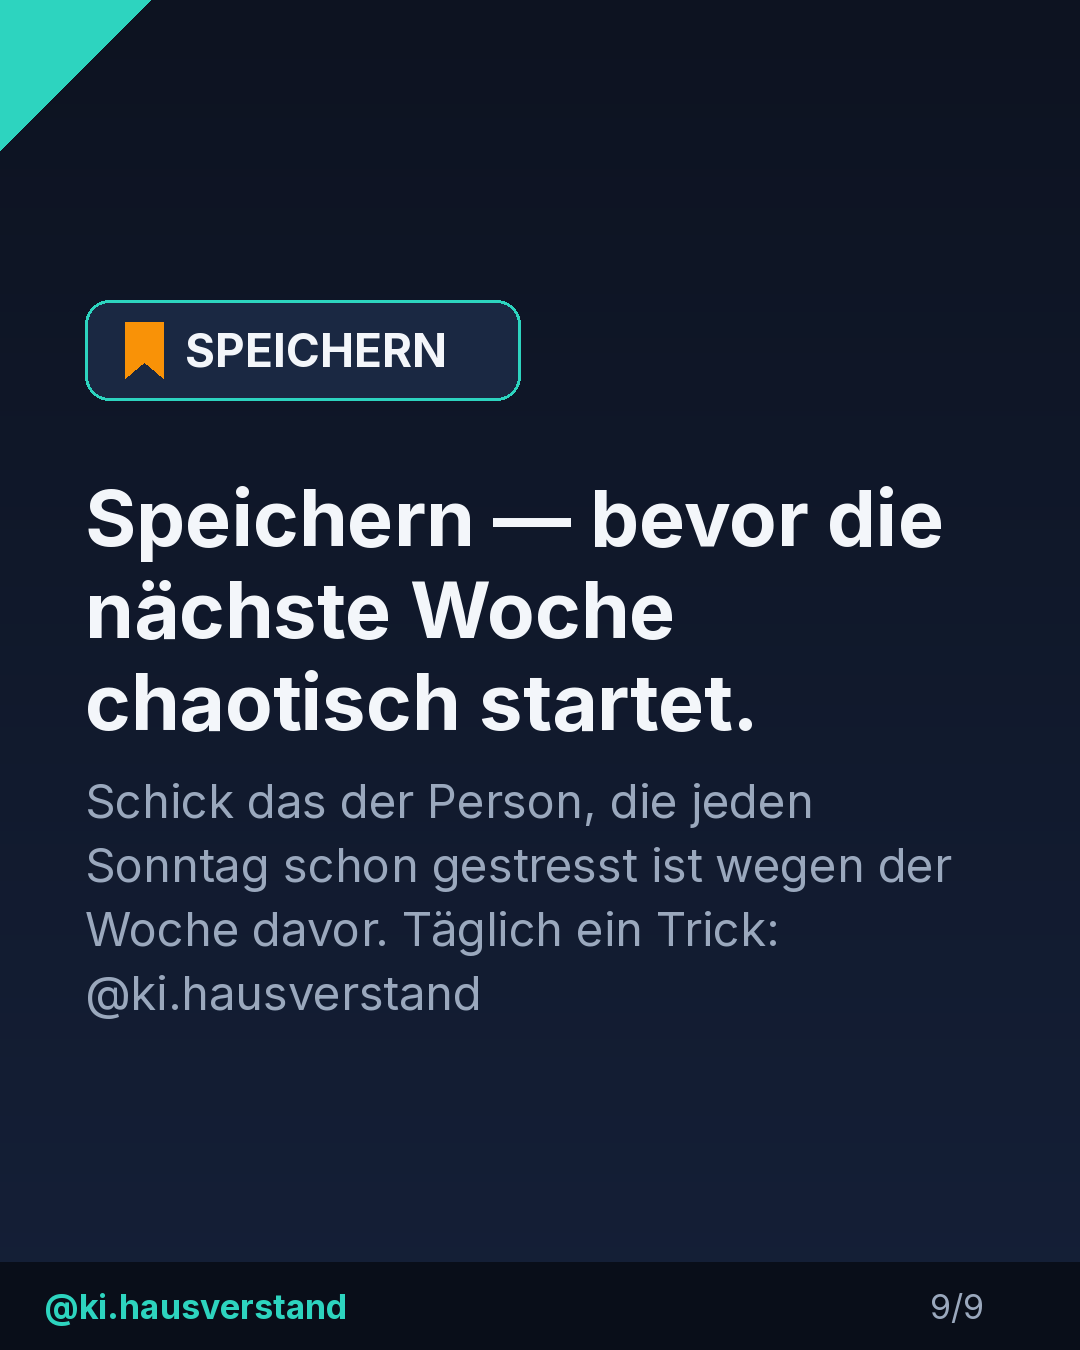 SPEICHERN
Speichern — bevor die
nächste Woche
chaotisch startet.
Schick das der Person, die jeden
Sonntag schon gestresst ist wegen der
Woche davor. Täglich ein Trick:
@ki.hausverstand
@ki.hausverstand
9/9